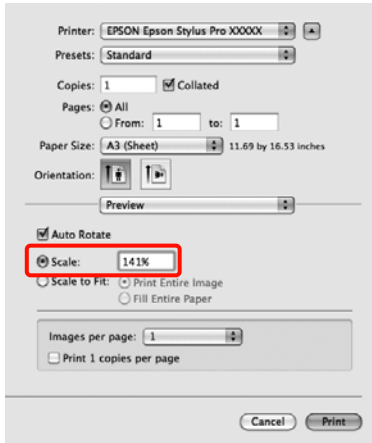 Printer: EPSON Epson Stylus Pro XXXXX
Presets: Standard
Copies: 1 Collated
Pages: All
From: 1 to: 1
Paper Size: A3 (Sheet) 11.69 by 16.53 inches
Orientation:
Preview
Auto Rotate
Scale: 141%
Scale to Fit: Print Entire Image
Fill Entire Paper
Images per page: 1
Print 1 copies per page
Cancel Print